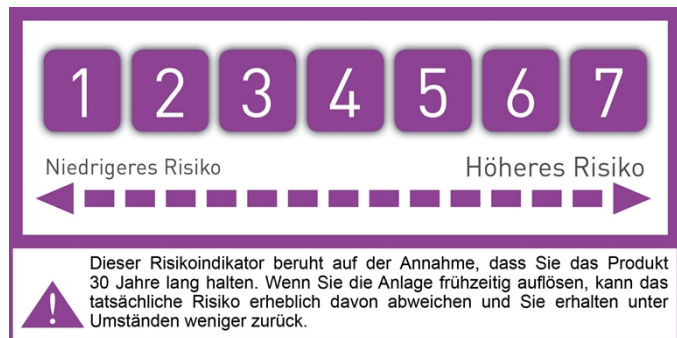 1 2 3 4 5 6 7
Niedrigeres Risiko Höheres Risiko
Dieser Risikoindikator beruht auf der Annahme, dass Sie das Produkt
30 Jahre lang halten. Wenn Sie die Anlage frühzeitig auflösen, kann das
tatsächliche Risiko erheblich davon abweichen und Sie erhalten unter
Umständen weniger zurück.